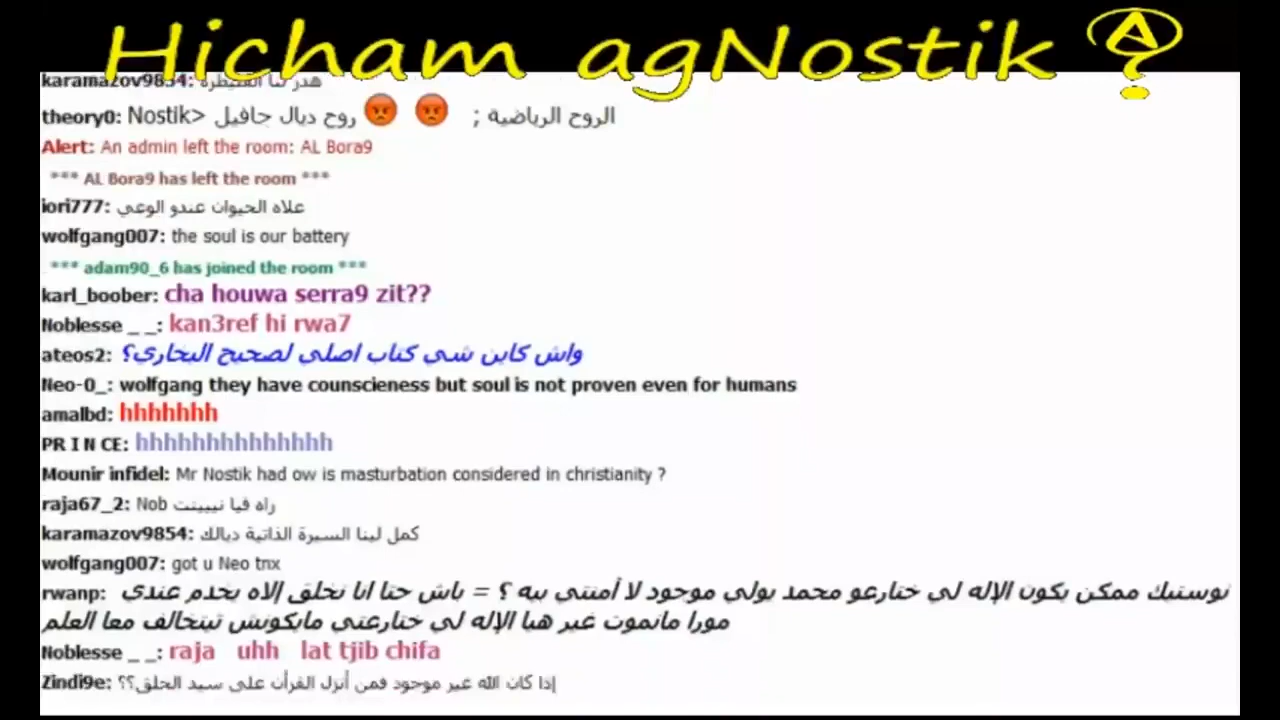 Hicham agNostik
karamazov9854: هدر لنا
theory0: Nostik> روح ديال جافيل الروح الرياضية ;
Alert: An admin left the room: AL Bora9
*** AL Bora9 has left the room ***
iori777: علاه الحيوان عندو الوعي
wolfgang007: the soul is our battery
*** adam90_6 has joined the room ***
karl_boober: cha houwa serra9 zit??
Noblesse _ _: kan3ref hi rwa7
ateos2: واش كاين شي كتاب اصلي لصحيح البخاري؟
Neo-0_: wolfgang they have counscieness but soul is not proven even for humans
amalbd: hhhhhhh
PR I N CE: hhhhhhhhhhhhhhh
Mounir infidel: Mr Nostik had ow is masturbation considered in christianity ?
raja67_2: Nob راه فيا نيييت
karamazov9854: كمل لينا السيرة الذاتية ديالك
wolfgang007: got u Neo tnx
rwanp: نوستيك ممكن يكون الإله لي ختارعو محمد يولي موجود لا أمنتي بيه ؟ = باش حتا انا نخلق إلاه يخدم عندي
مورا مانموت غير هيا الإله لي ختارعتي مايكونش تيتخالف معا العلم
Noblesse _ _: raja uhh lat tjib chifa
Zindi9e: إذا كان الله غير موجود فمن أنزل القرآن على سيد الخلق؟؟